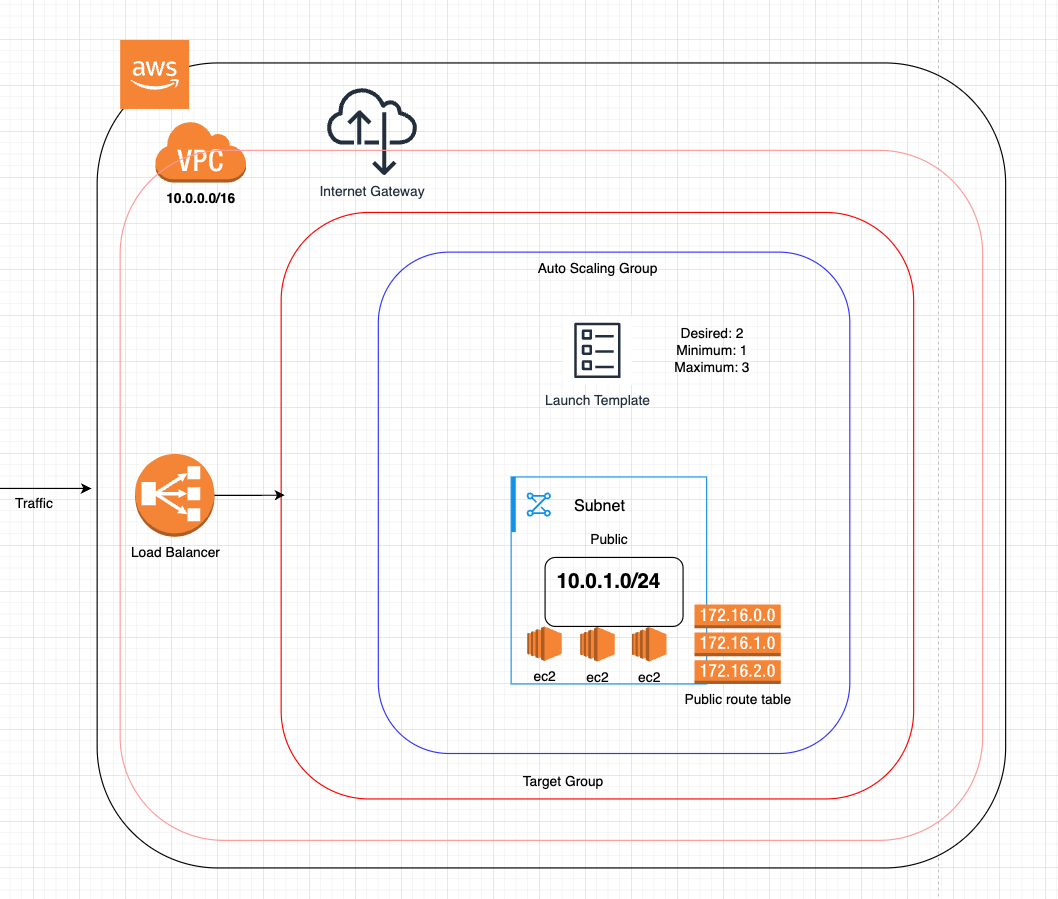 aws
VPC
10.0.0.0/16
Internet Gateway
Auto Scaling Group
Desired: 2
Minimum: 1
Maximum: 3
Launch Template
Traffic
Load Balancer
Subnet
Public
10.0.1.0/24
172.16.0.0
172.16.1.0
172.16.2.0
ec2
ec2
ec2
Public route table
Target Group